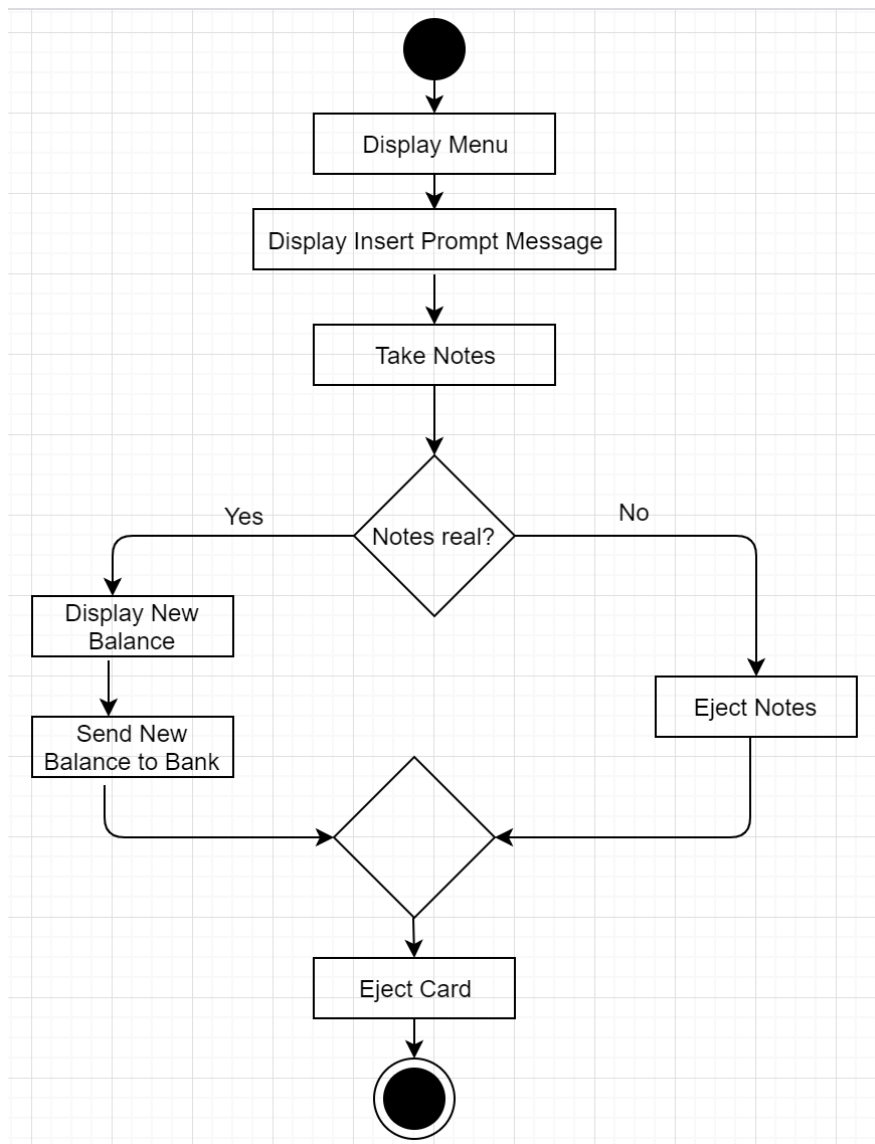 Display Menu
Display Insert Prompt Message
Take Notes
Notes real?
Yes
No
Display New
Balance
Send New
Balance to Bank
Eject Notes
Eject Card